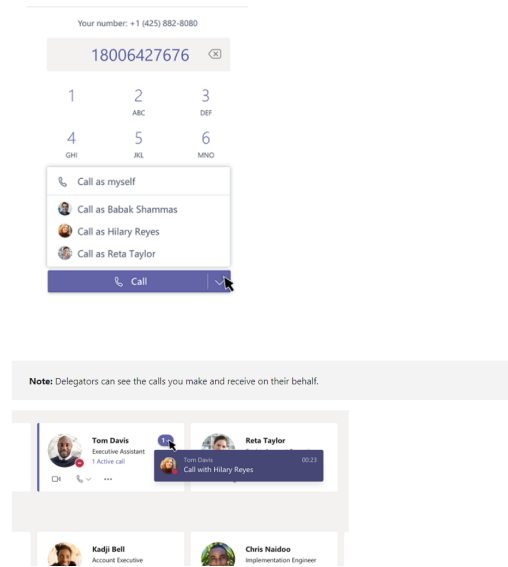 Your number: +1 (425) 882-8080
18006427676
1 2 3
ABC DEF
4 5 6
GHI JKL MNO
Call as myself
Call as Babak Shammas
Call as Hilary Reyes
Call as Reta Taylor
Call
Note: Delegators can see the calls you make and receive on their behalf.
Tom Davis 1 Reta Taylor
Executive Assistant
1 Active call
Tom Davis 00:23
Call with Hilary Reyes
Kadji Bell Chris Naidoo
Account Executive Implementation Engineer